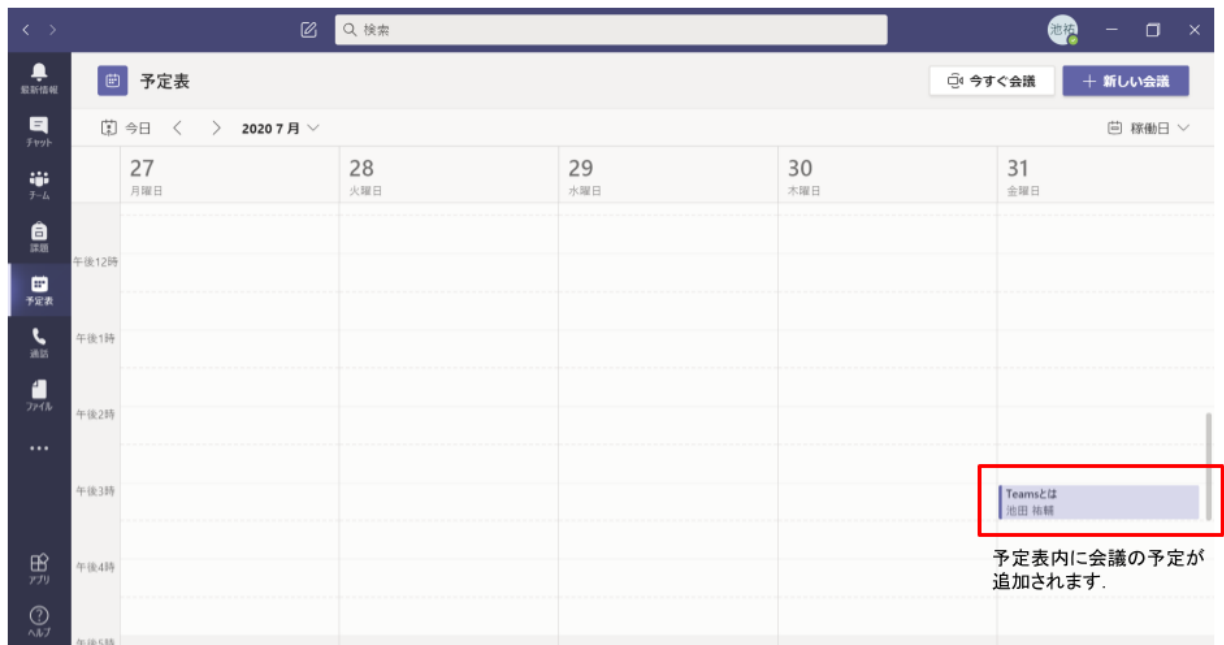 検索
池祐
最新情報
チャット
チーム
課題
予定表
通話
ファイル
アプリ
ヘルプ
予定表
今すぐ会議
新しい会議
今日
2020 7 月
稼働日
27
月曜日
28
火曜日
29
水曜日
30
木曜日
31
金曜日
午後12時
午後1時
午後2時
午後3時
午後4時
午後5時
Teamsとは
池田 祐輔
予定表内に会議の予定が
追加されます.